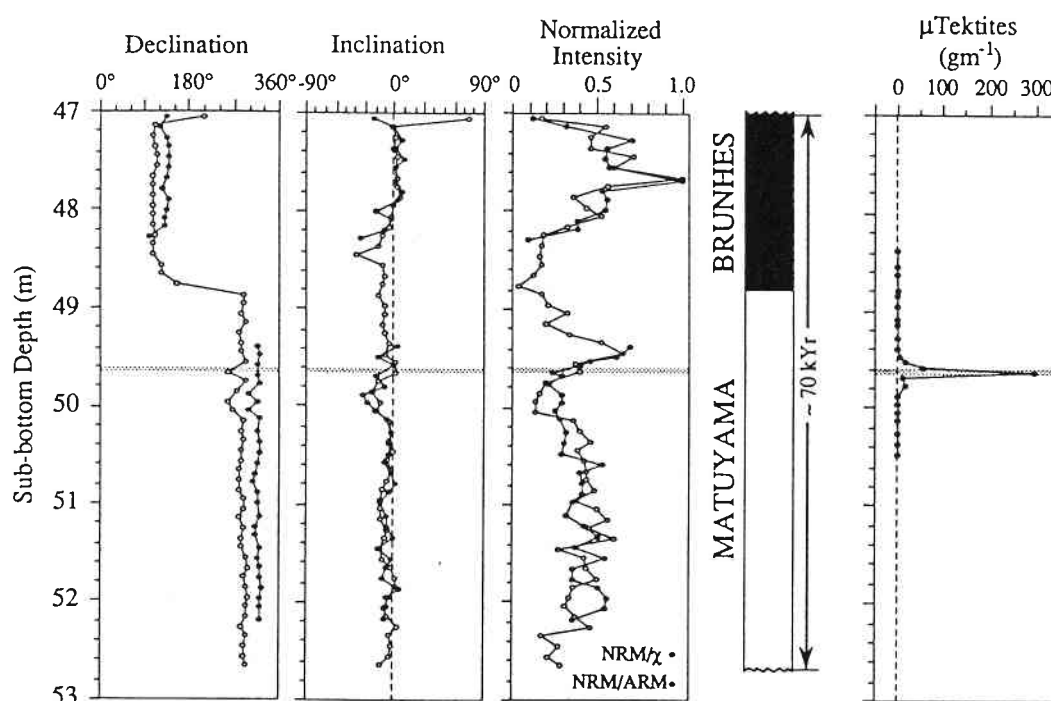 Declination
Inclination
Normalized
Intensity
μTektites
(gm⁻¹)
0° 180° 360°
-90° 0° 90°
0 0.5 1.0
0 100 200 300
47
48
49
50
51
52
53
Sub-bottom Depth (m)
BRUNHES
MATUYAMA
~ 70 kYr
NRM/χ
NRM/ARM